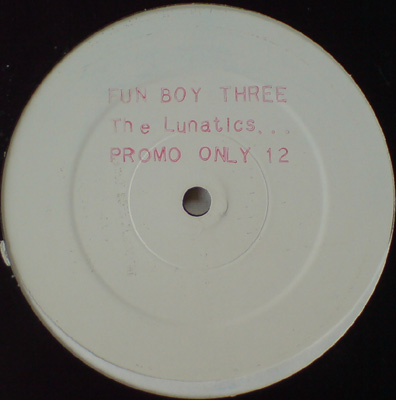 FUN BOY THREE
The Lunatics...
PROMO ONLY 12